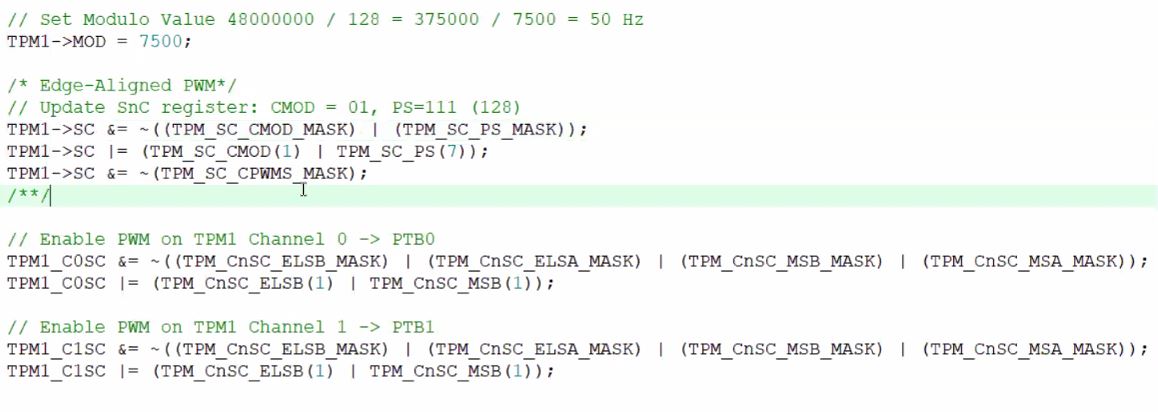 // Set Modulo Value 48000000 / 128 = 375000 / 7500 = 50 Hz
TPM1->MOD = 7500;
/* Edge-Aligned PWM*/
// Update SnC register: CMOD = 01, PS=111 (128)
TPM1->SC &= ~((TPM_SC_CMOD_MASK) | (TPM_SC_PS_MASK));
TPM1->SC |= (TPM_SC_CMOD(1) | TPM_SC_PS(7));
TPM1->SC &= ~(TPM_SC_CPWMS_MASK);
/**/
// Enable PWM on TPM1 Channel 0 -> PTB0
TPM1_C0SC &= ~((TPM_CnSC_ELSB_MASK) | (TPM_CnSC_ELSA_MASK) | (TPM_CnSC_MSB_MASK) | (TPM_CnSC_MSA_MASK));
TPM1_C0SC |= (TPM_CnSC_ELSB(1) | TPM_CnSC_MSB(1));
// Enable PWM on TPM1 Channel 1 -> PTB1
TPM1_C1SC &= ~((TPM_CnSC_ELSB_MASK) | (TPM_CnSC_ELSA_MASK) | (TPM_CnSC_MSB_MASK) | (TPM_CnSC_MSA_MASK));
TPM1_C1SC |= (TPM_CnSC_ELSB(1) | TPM_CnSC_MSB(1));